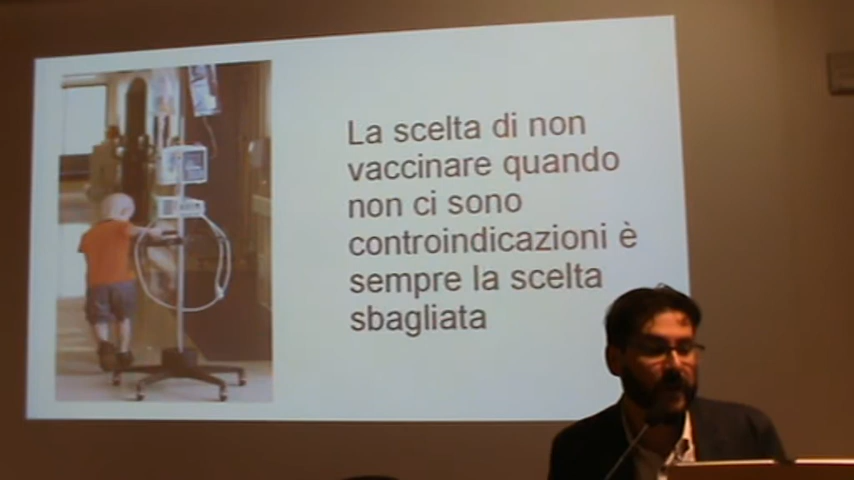 La scelta di non
vaccinare quando
non ci sono
controindicazioni è
sempre la scelta
sbagliata